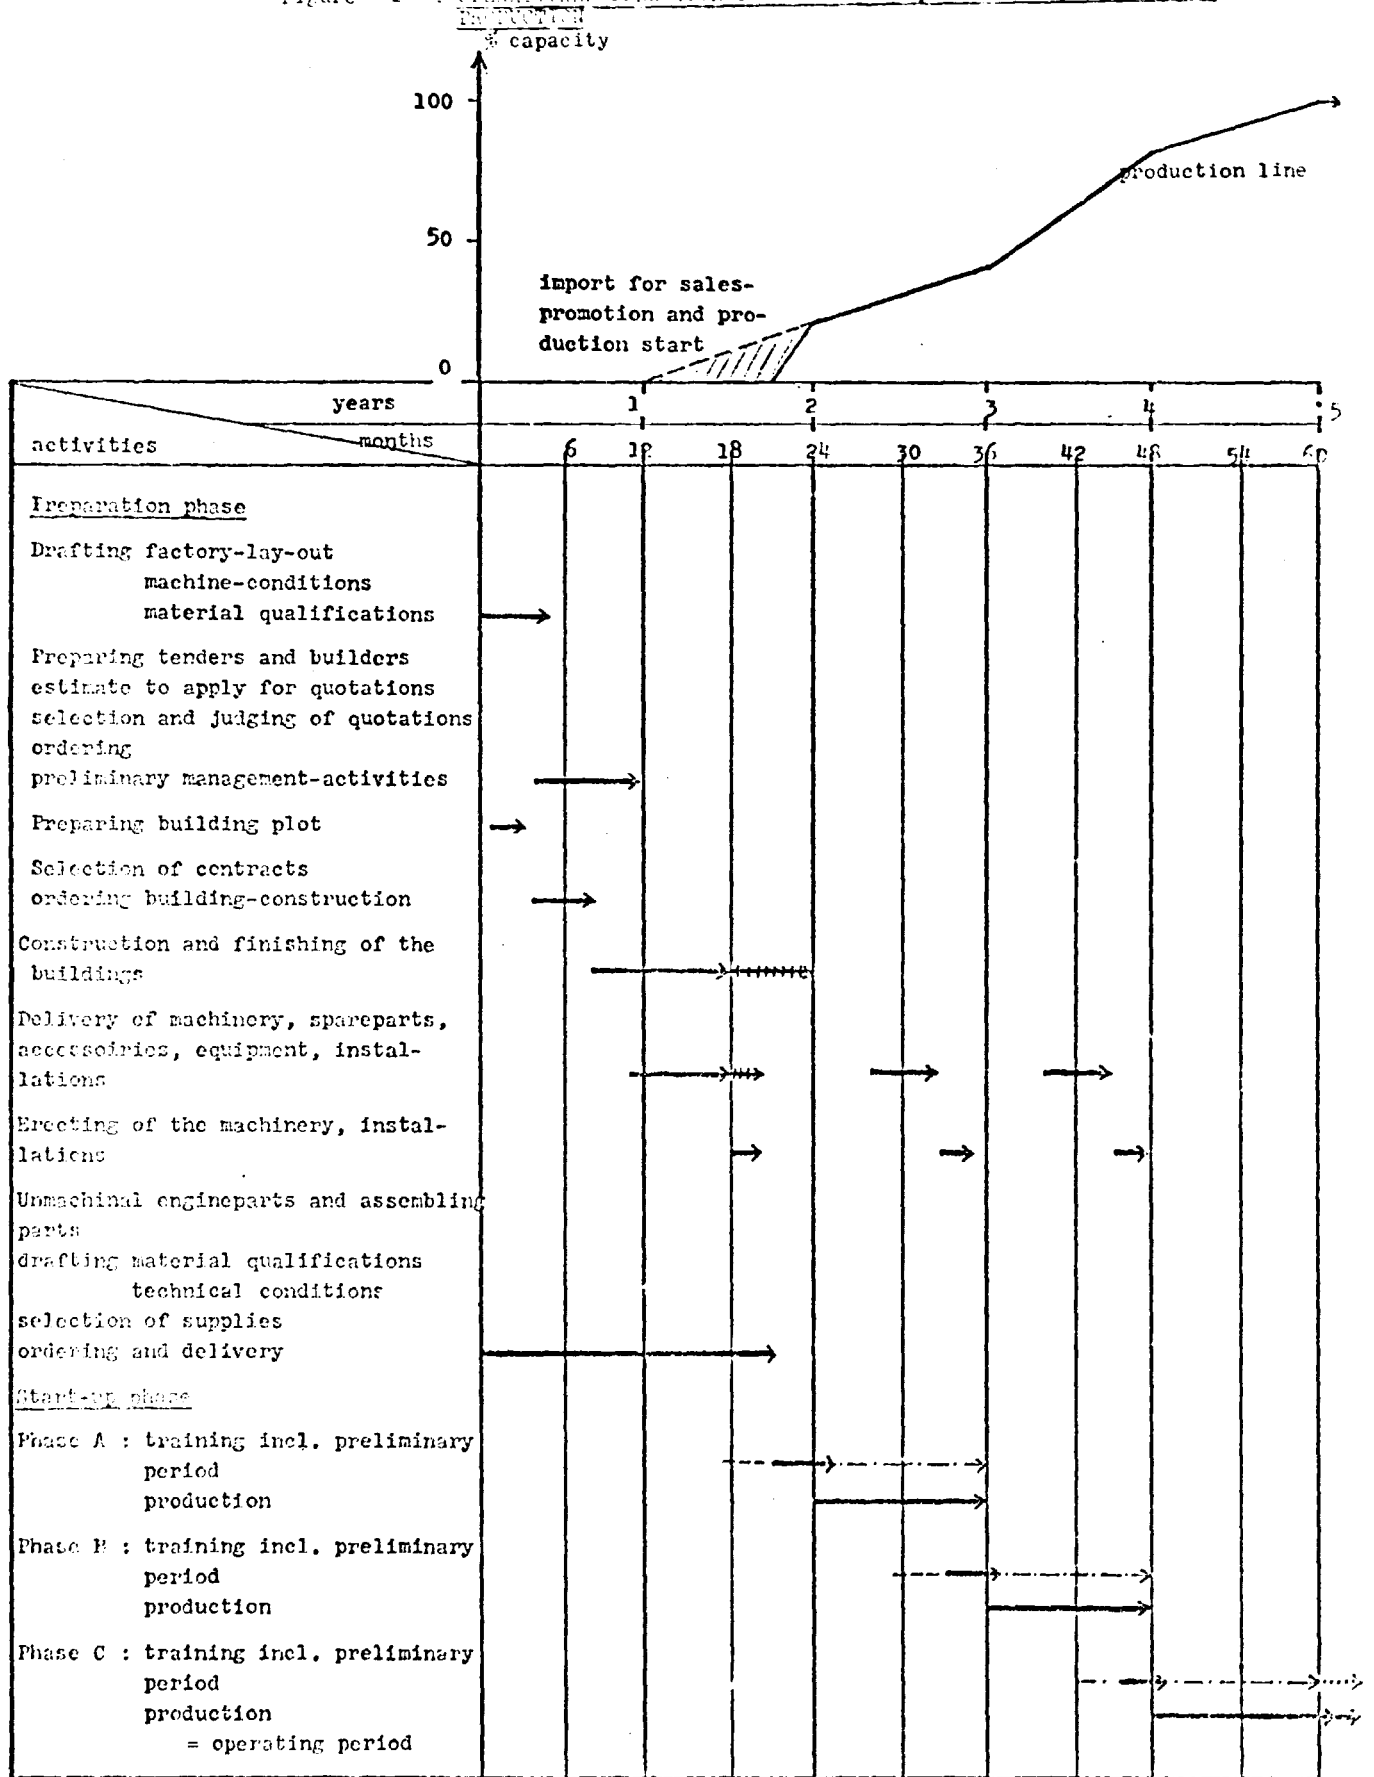 Figure
PRODUCTION
% capacity
100
production line
50
import for sales-
promotion and pro-
duction start
0
years 1 2 3 4 5
activities months 6 12 18 24 30 36 42 48 54 60
Preparation phase
Drafting factory-lay-out
machine-conditions
material qualifications
Preparing tenders and builders
estimate to apply for quotations
selection and judging of quotations
ordering
preliminary management-activities
Preparing building plot
Selection of contracts
ordering building-construction
Construction and finishing of the
buildings
Delivery of machinery, spareparts,
accessoiries, equipment, instal-
lations
Erecting of the machinery, instal-
lations
Unmachinal engineparts and assembling
parts
drafting material qualifications
technical conditions
selection of supplies
ordering and delivery
Start-up phase
Phase A : training incl. preliminary
period
production
Phase B : training incl. preliminary
period
production
Phase C : training incl. preliminary
period
production
= operating period